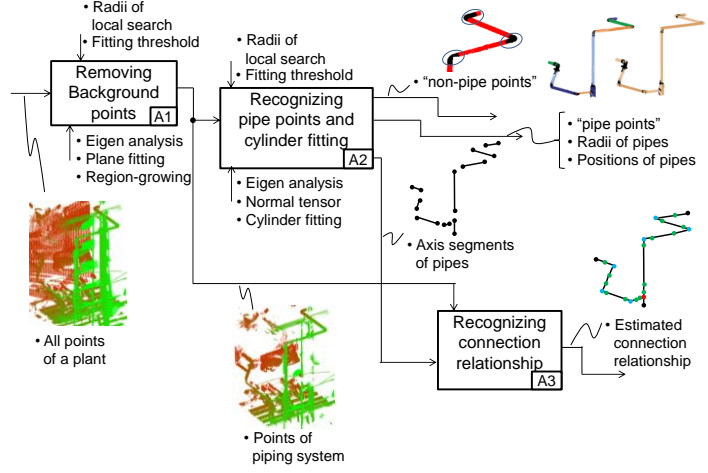 • Radii of
local search
• Fitting threshold
Removing
Background
points
A1
• Eigen analysis
• Plane fitting
• Region-growing
• All points
of a plant
• Radii of
local search
• Fitting threshold
Recognizing
pipe points and
cylinder fitting
A2
• Eigen analysis
• Normal tensor
• Cylinder fitting
• "non-pipe points"
• "pipe points"
• Radii of pipes
• Positions of pipes
• Axis segments
of pipes
• Points of
piping system
Recognizing
connection
relationship
A3
• Estimated
connection
relationship